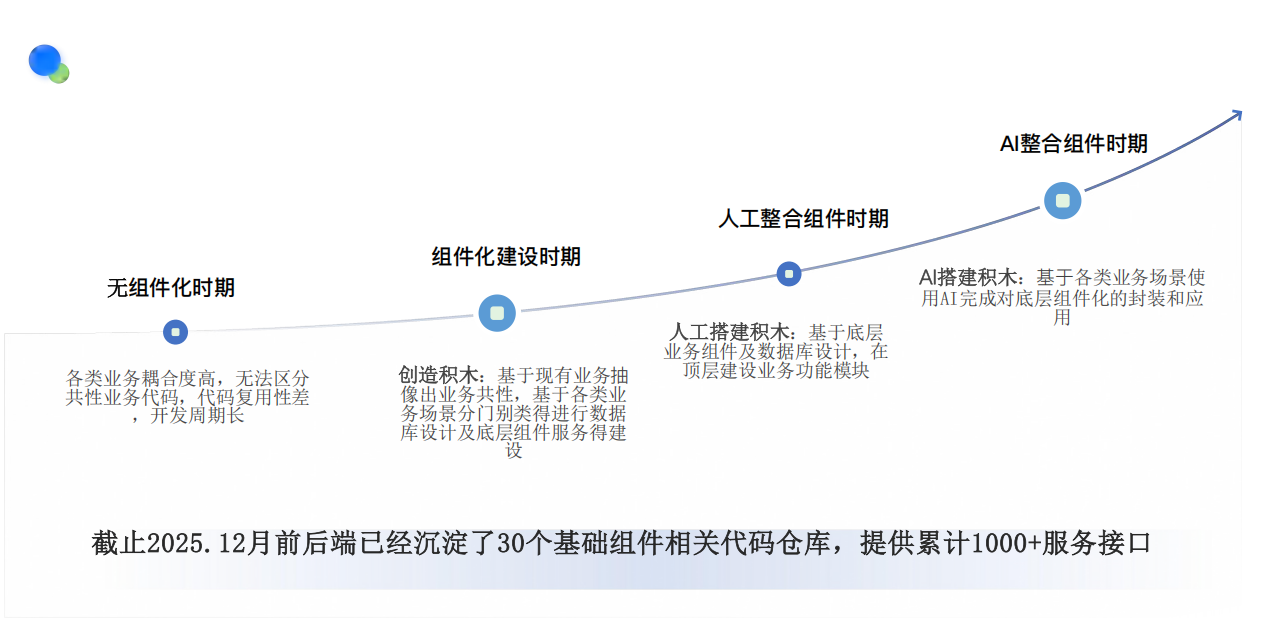 无组件化时期
各类业务耦合度高，无法区分
共性业务代码，代码复用性差
，开发周期长
组件化建设时期
创造积木：基于现有业务抽
像出业务共性，基于各类业
务场景分门别类得进行数据
库设计及底层组件服务得建
设
人工整合组件时期
人工搭建积木：基于底层
业务组件及数据库设计，在
顶层建设业务功能模块
AI整合组件时期
AI搭建积木：基于各类业务场景使
用AI完成对底层组件化的封装和应
用
截止2025.12月前后端已经沉淀了30个基础组件相关代码仓库，提供累计1000+服务接口